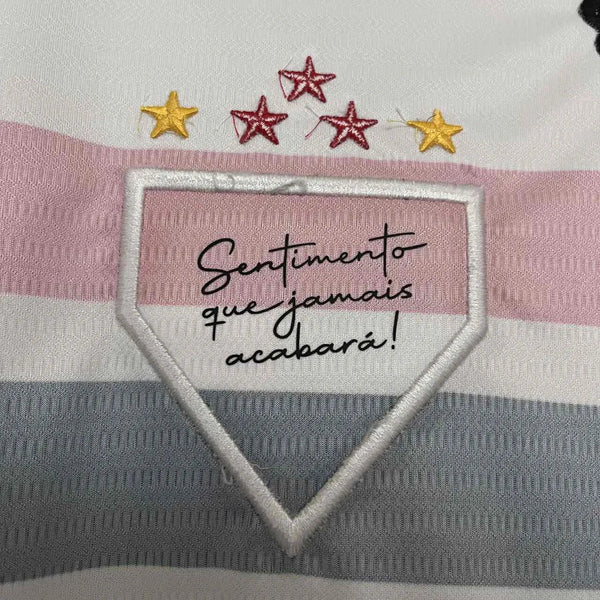 Sentimento
que jamais
acabará!